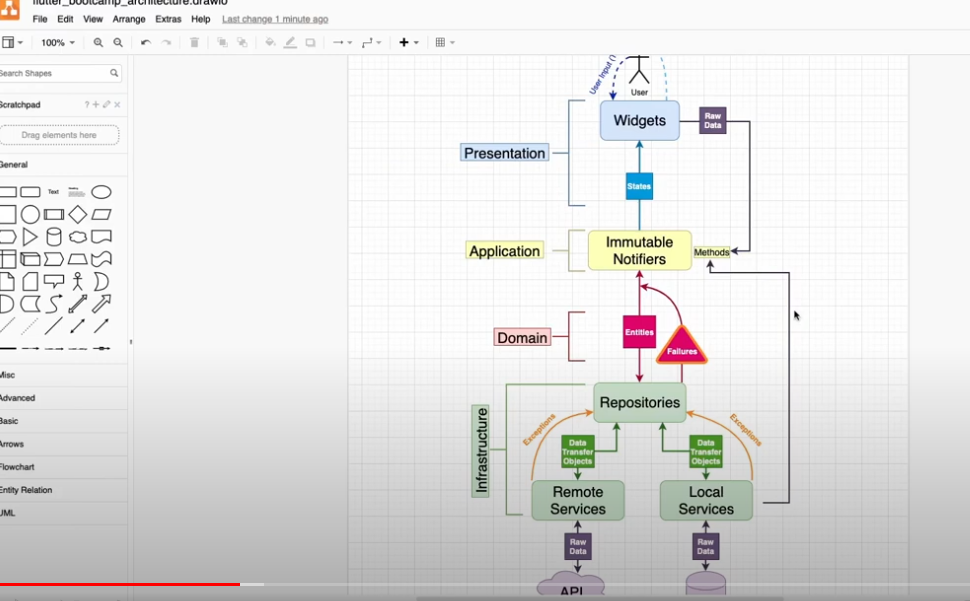 flutter_bootcamp_architecture.drawio
File Edit View Arrange Extras Help Last change 1 minute ago
100%
Search Shapes
Scratchpad
Drag elements here
General
Text
Misc
Advanced
Basic
Arrows
Flowchart
Entity Relation
UML
User Input (
User
Widgets
Raw
Data
Presentation
States
Application
Immutable
Notifiers
Methods
Domain
Entities
Failures
Infrastructure
Repositories
Exceptions
Exceptions
Data
Transfer
Objects
Data
Transfer
Objects
Remote
Services
Local
Services
Raw
Data
Raw
Data
API